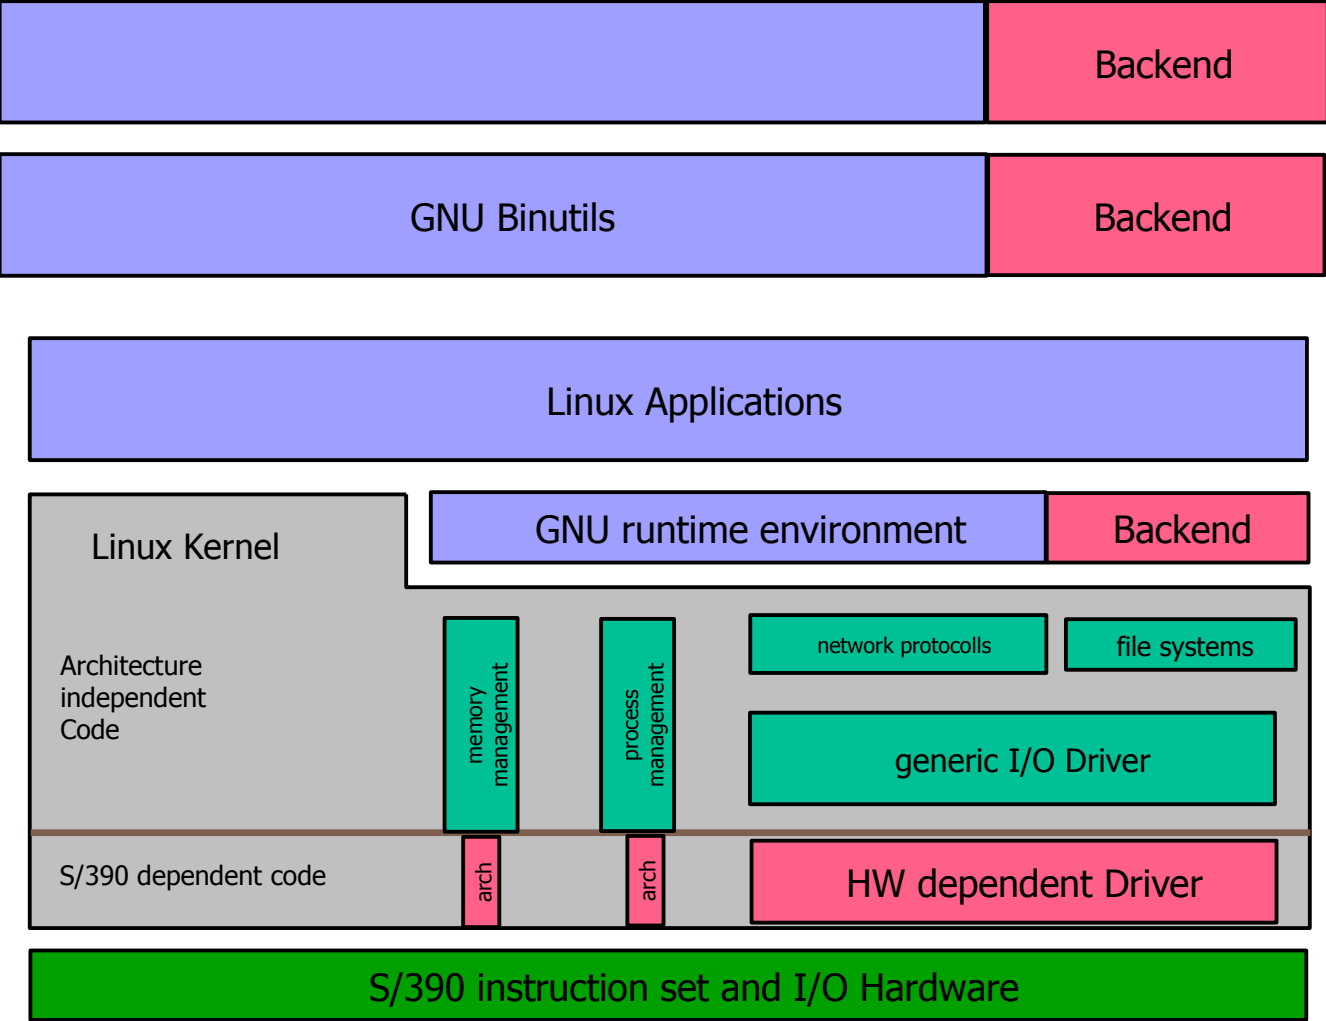 Backend
GNU Binutils
Backend
Linux Applications
Linux Kernel
GNU runtime environment
Backend
Architecture
independent
Code
memory
management
process
management
network protocolls
file systems
generic I/O Driver
S/390 dependent code
arch
arch
HW dependent Driver
S/390 instruction set and I/O Hardware